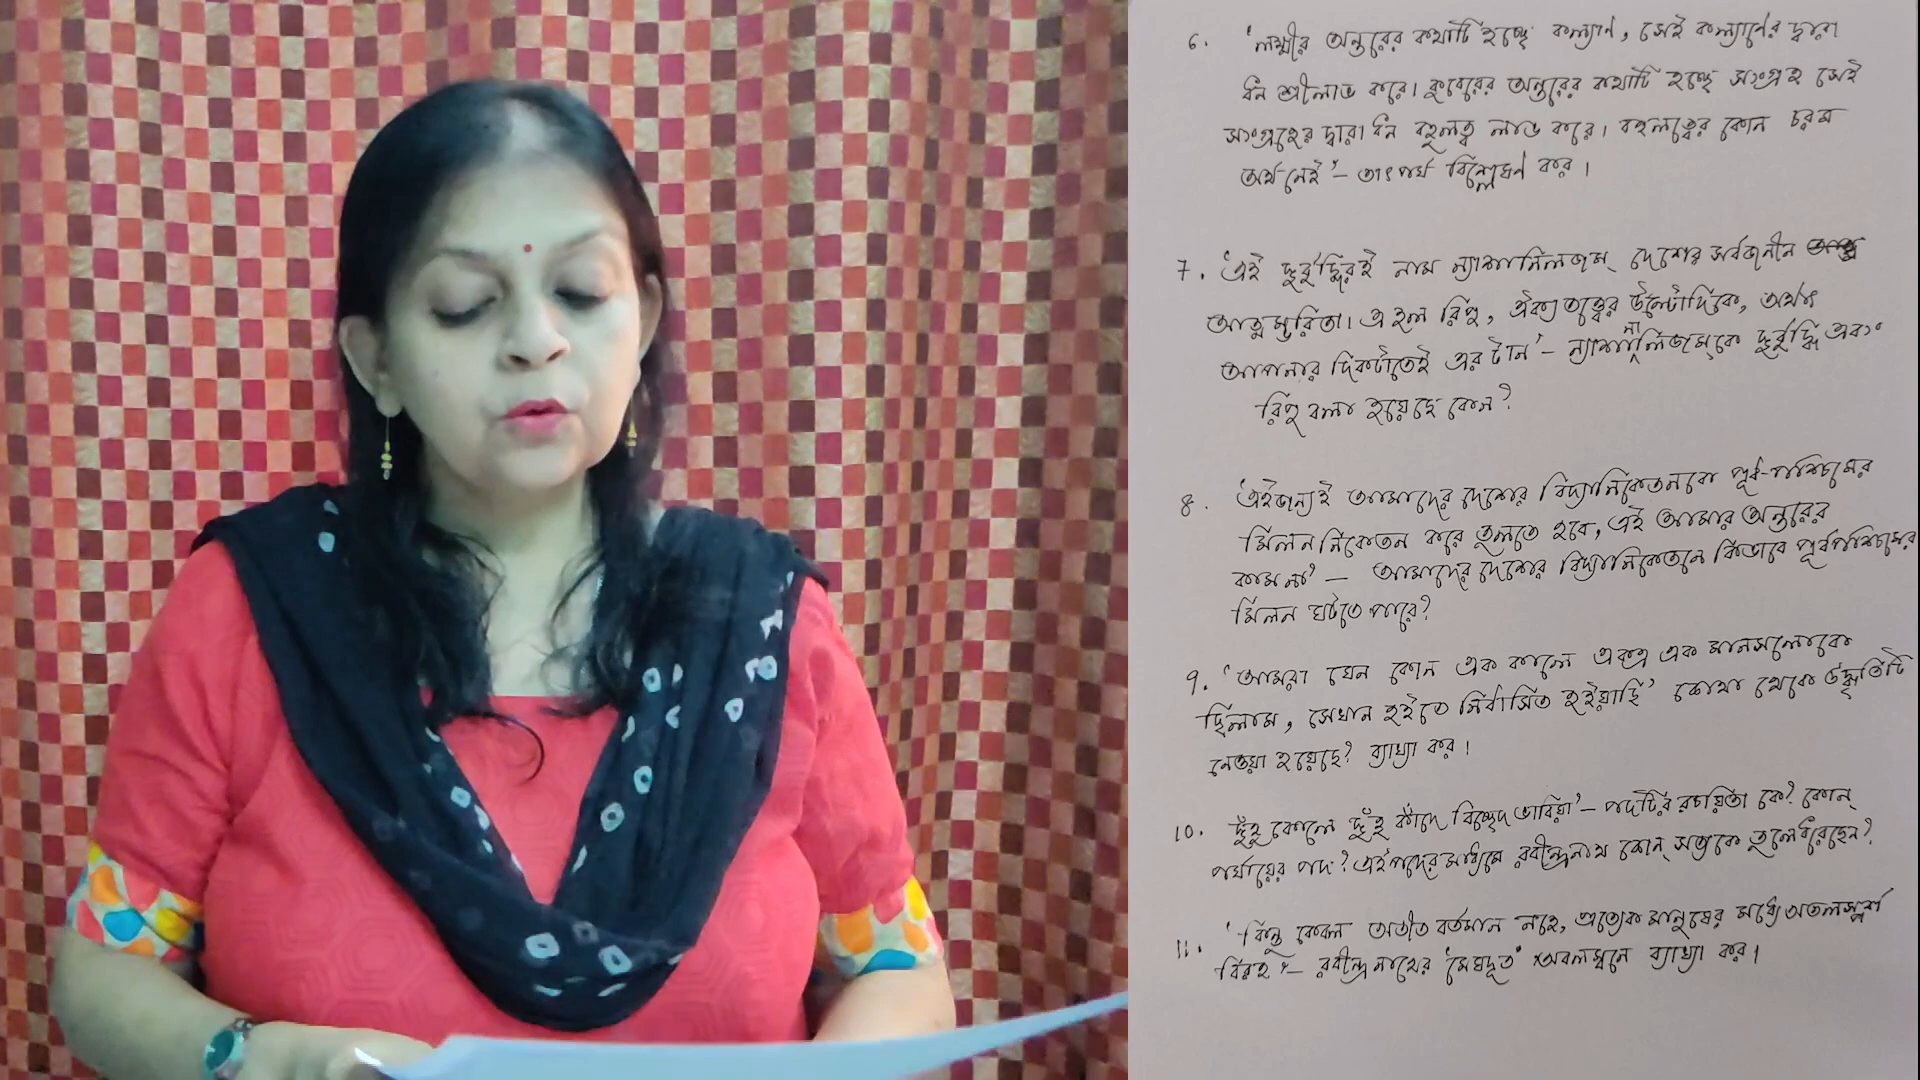 6. 'লক্ষ্মীর অন্তরের কথাটি হচ্ছে কল্যাণ, সেই কল্যাণের দ্বারা
ধন শ্রীলাভ করে। কুবেরের অন্তরের কথাটি হচ্ছে সংগ্রহ সেই
সংগ্রহের দ্বারা ধন বহুলত্ব লাভ করে। বহুলত্বের কোন চরম
অর্থ নেই' – তাৎপর্য বিশ্লেষণ কর।
7. 'এই দুর্বুদ্ধিরই নাম ন্যাশানিলজম্ দেশের সর্বজনীন
আত্মম্ভরিতা। এ হল রিপু, ঐক্যতত্ত্বের উল্টোদিকে, অর্থাৎ
আপনার দিকটাতেই এর টান' – ন্যাশানালিজম্‌কে দুর্বুদ্ধি এবং
রিপু বলা হয়েছে কেন?
8. 'এইজন্যই আমাদের দেশের বিদ্যানিকেতনকে পূর্ব-পশ্চিমের
মিলননিকেতন করে তুলতে হবে, এই আমার অন্তরের
কামনা' – আমাদের দেশের বিদ্যানিকেতনে কিভাবে পূর্বপশ্চিমের
মিলন ঘটতে পারে?
9. 'আমরা যেন কোন এক কালে একত্র এক মানসলোকে
ছিলাম, সেখান হইতে নির্বাসিত হইয়াছি' কোথা থেকে উদ্ধৃতিটি
নেওয়া হয়েছে? ব্যাখ্যা কর।
10. দুঁহু কোলে দুঁহু কাঁদে বিচ্ছেদ ভাবিয়া' – পদটির রচয়িতা কে? কোন্
পর্যায়ের পদ? এই পদের মাধ্যমে রবীন্দ্রনাথ কোন্ সত্যকে তুলে ধরেছেন?
11. 'কিন্তু কেবল অতীত বর্তমান নহে, প্রত্যেক মানুষের মধ্যে অতলস্পর্শ
বিরহ' – রবীন্দ্রনাথের 'মেঘদূত' অবলম্বনে ব্যাখ্যা কর।